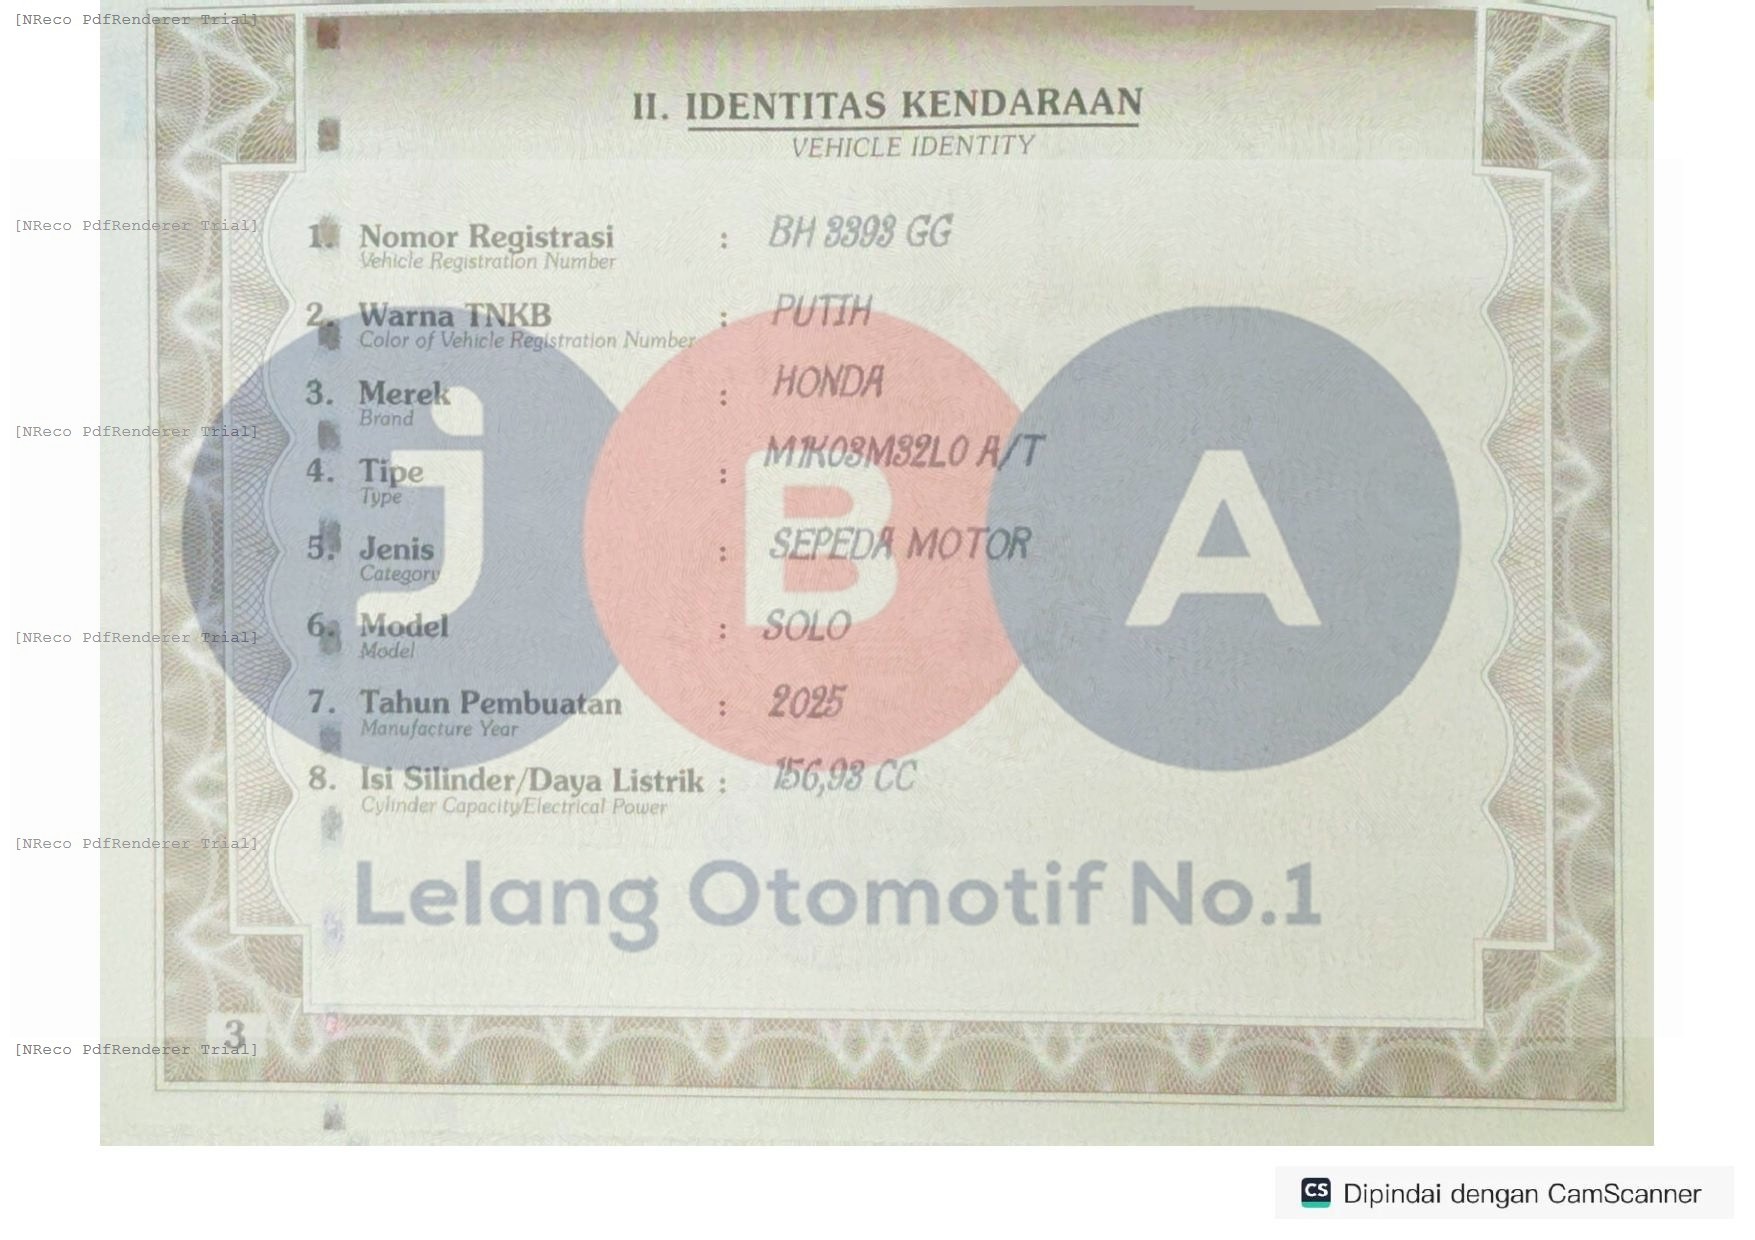 [NReco PdfRenderer Trial]
II. IDENTITAS KENDARAAN
VEHICLE IDENTITY
[NReco PdfRenderer Trial]
1. Nomor Registrasi : BH 3393 GG
Vehicle Registration Number
2. Warna TNKB : PUTIH
Color of Vehicle Registration Number
3. Merek : HONDA
Brand
[NReco PdfRenderer Trial]
4. Tipe : M1K03M32L0 A/T
Type
5. Jenis : SEPEDA MOTOR
Category
jBA
6. Model : SOLO
Model
[NReco PdfRenderer Trial]
7. Tahun Pembuatan : 2025
Manufacture Year
8. Isi Silinder/Daya Listrik : 156,93 CC
Cylinder Capacity/Electrical Power
[NReco PdfRenderer Trial]
Lelang Otomotif No.1
3
[NReco PdfRenderer Trial]
CS Dipindai dengan CamScanner